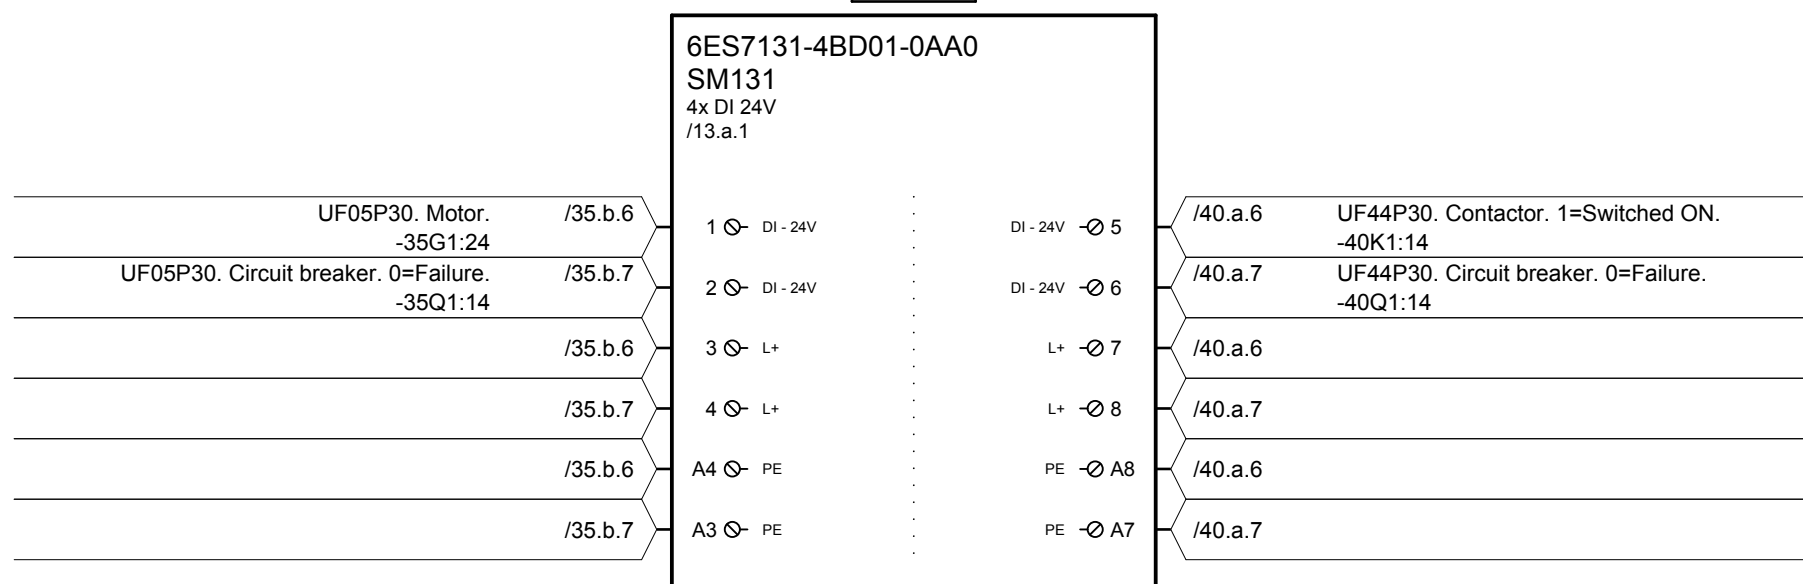 6ES7131-4BD01-0AA0
SM131
4x DI 24V
/13.a.1
UF05P30. Motor. /35.b.6 1 DI - 24V DI - 24V 5 /40.a.6 UF44P30. Contactor. 1=Switched ON.
-35G1:24 -40K1:14
UF05P30. Circuit breaker. 0=Failure. /35.b.7 2 DI - 24V DI - 24V 6 /40.a.7 UF44P30. Circuit breaker. 0=Failure.
-35Q1:14 -40Q1:14
/35.b.6 3 L+ L+ 7 /40.a.6
/35.b.7 4 L+ L+ 8 /40.a.7
/35.b.6 A4 PE PE A8 /40.a.6
/35.b.7 A3 PE PE A7 /40.a.7